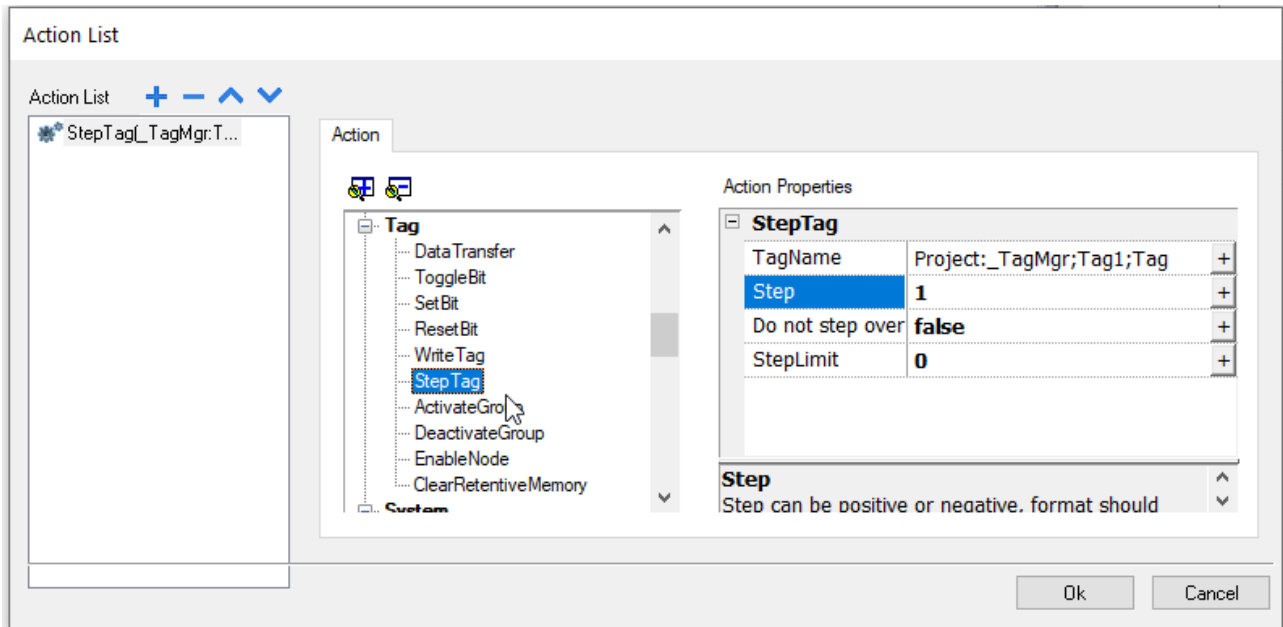 Action List
Action List
StepTag(_TagMgr:T...
Action
Tag
DataTransfer
ToggleBit
SetBit
ResetBit
WriteTag
StepTag
ActivateGroup
DeactivateGroup
EnableNode
ClearRetentiveMemory
System
Action Properties
StepTag
TagName Project:_TagMgr;Tag1;Tag +
Step 1 +
Do not step over false +
StepLimit 0 +
Step
Step can be positive or negative, format should
Ok Cancel